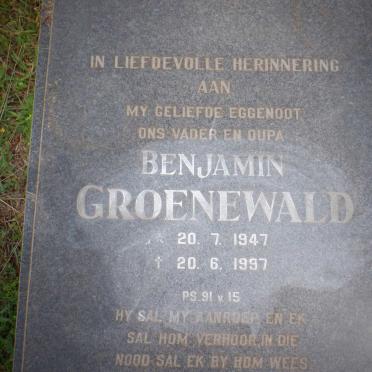 IN LIEFDEVOLLE HERINNERING
AAN
MY GELIEFDE EGGENOOT
ONS VADER EN OUPA
BENJAMIN
GROENEWALD
* 20. 7. 1947
† 20. 6. 1997
PS. 91 v. 15
HY SAL MY AANROEP EN EK
SAL HOM VERHOOR, IN DIE
NOOD SAL EK BY HOM WEES